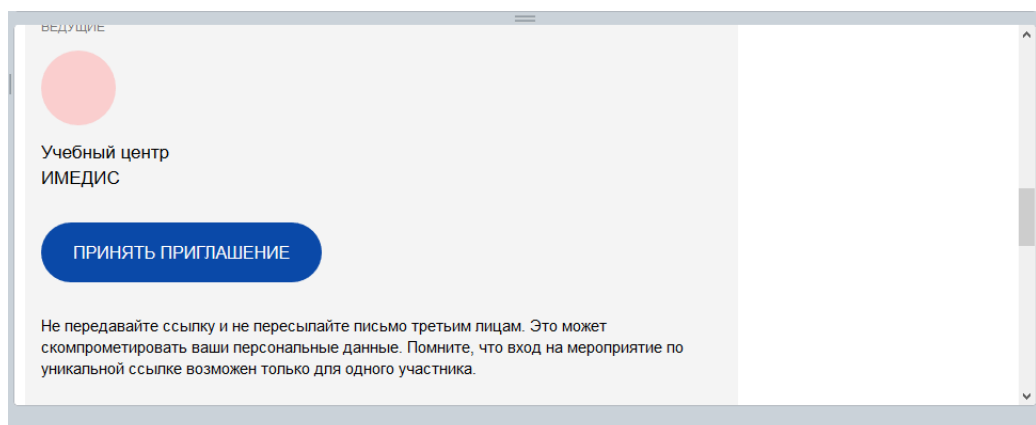 ВЕДУЩИЕ
Учебный центр
ИМЕДИС
ПРИНЯТЬ ПРИГЛАШЕНИЕ
Не передавайте ссылку и не пересылайте письмо третьим лицам. Это может
скомпрометировать ваши персональные данные. Помните, что вход на мероприятие по
уникальной ссылке возможен только для одного участника.